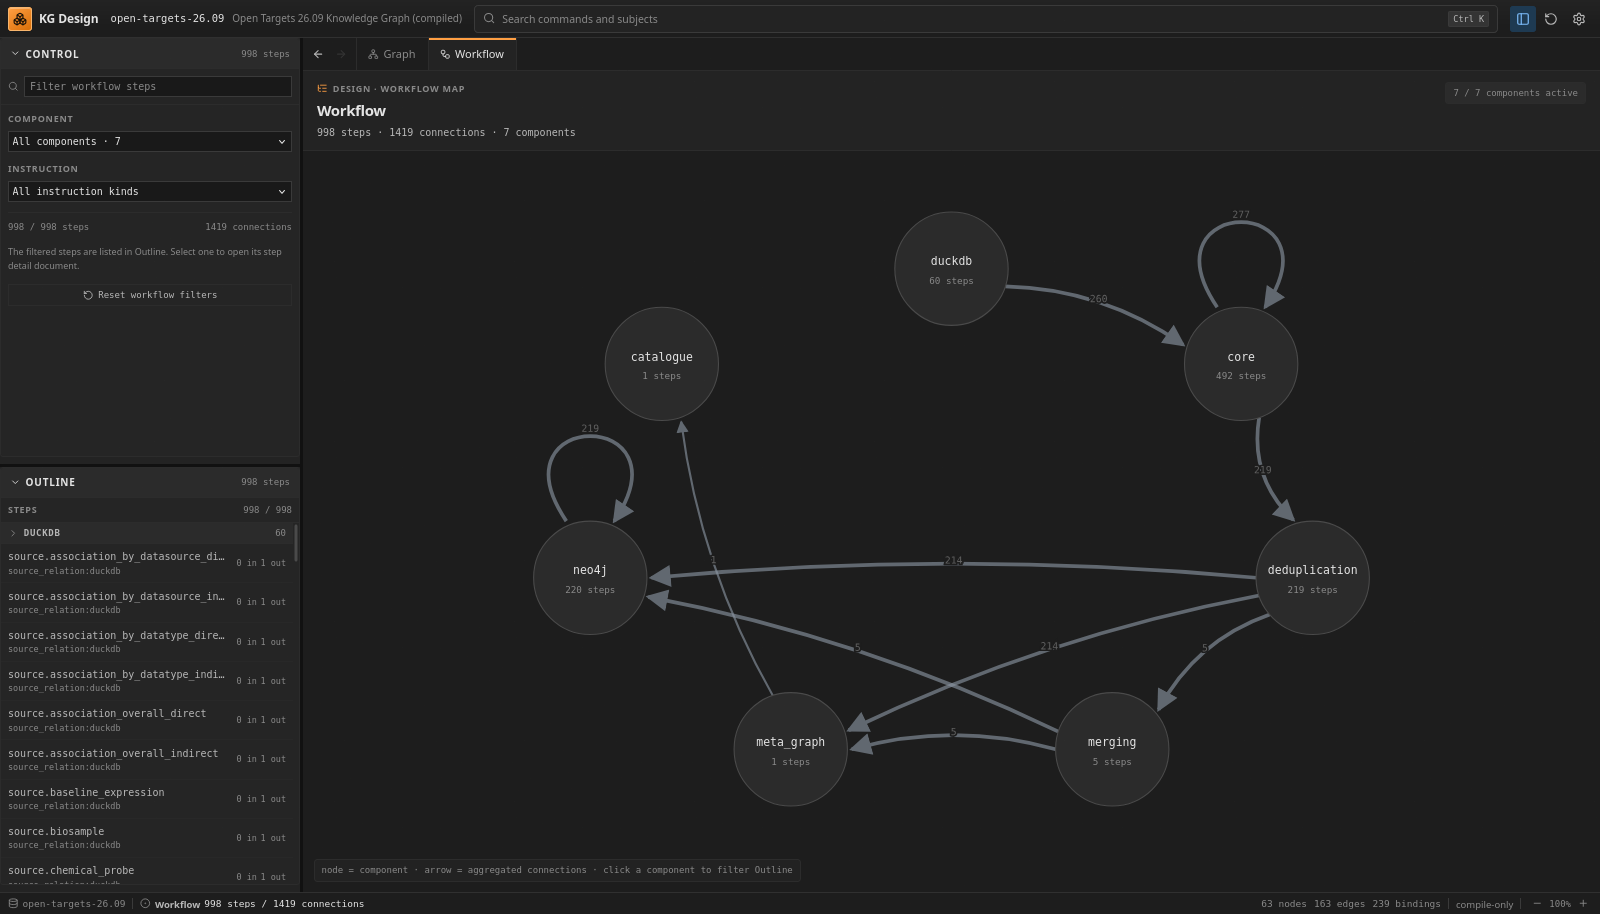 KG Design open-targets-26.09 Open Targets 26.09 Knowledge Graph (compiled) Search commands and subjects Ctrl K
CONTROL 998 steps
Filter workflow steps
COMPONENT
All components · 7
INSTRUCTION
All instruction kinds
998 / 998 steps 1419 connections
The filtered steps are listed in Outline. Select one to open its step
detail document.
Reset workflow filters
OUTLINE 998 steps
STEPS 998 / 998
DUCKDB 60
source.association_by_datasource_di… 0 in 1 out
source_relation:duckdb
source.association_by_datasource_in… 0 in 1 out
source_relation:duckdb
source.association_by_datatype_dire… 0 in 1 out
source_relation:duckdb
source.association_by_datatype_indi… 0 in 1 out
source_relation:duckdb
source.association_overall_direct 0 in 1 out
source_relation:duckdb
source.association_overall_indirect 0 in 1 out
source_relation:duckdb
source.baseline_expression 0 in 1 out
source_relation:duckdb
source.biosample 0 in 1 out
source_relation:duckdb
source.chemical_probe 0 in 1 out
Graph Workflow
DESIGN · WORKFLOW MAP
Workflow
998 steps · 1419 connections · 7 components
7 / 7 components active
277
duckdb
60 steps
260
catalogue
1 steps
core
492 steps
219
219
neo4j
220 steps
1
214
deduplication
219 steps
5
214
5
meta_graph
1 steps
5
merging
5 steps
node = component · arrow = aggregated connections · click a component to filter Outline
open-targets-26.09 Workflow 998 steps / 1419 connections 63 nodes 163 edges 239 bindings compile-only 100%